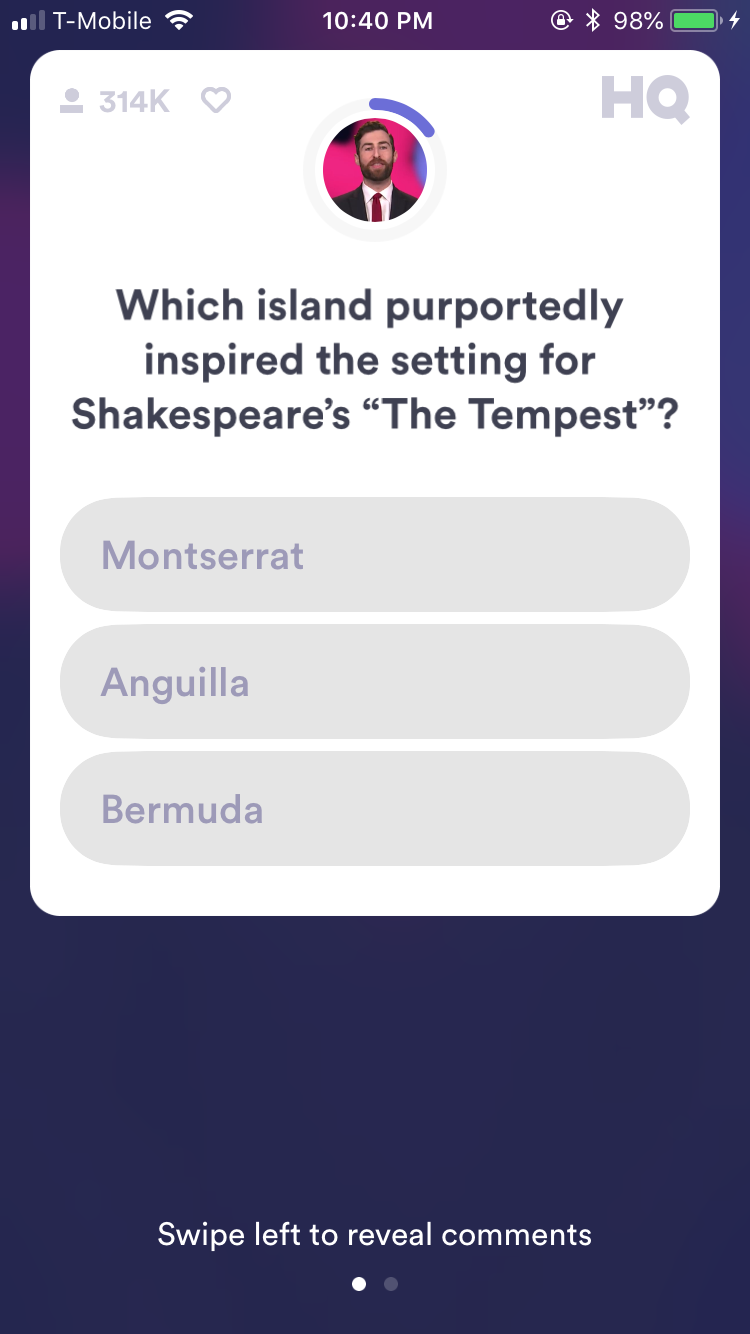 T-Mobile 10:40 PM 98%
314K HQ
Which island purportedly
inspired the setting for
Shakespeare’s “The Tempest”?
Montserrat
Anguilla
Bermuda
Swipe left to reveal comments